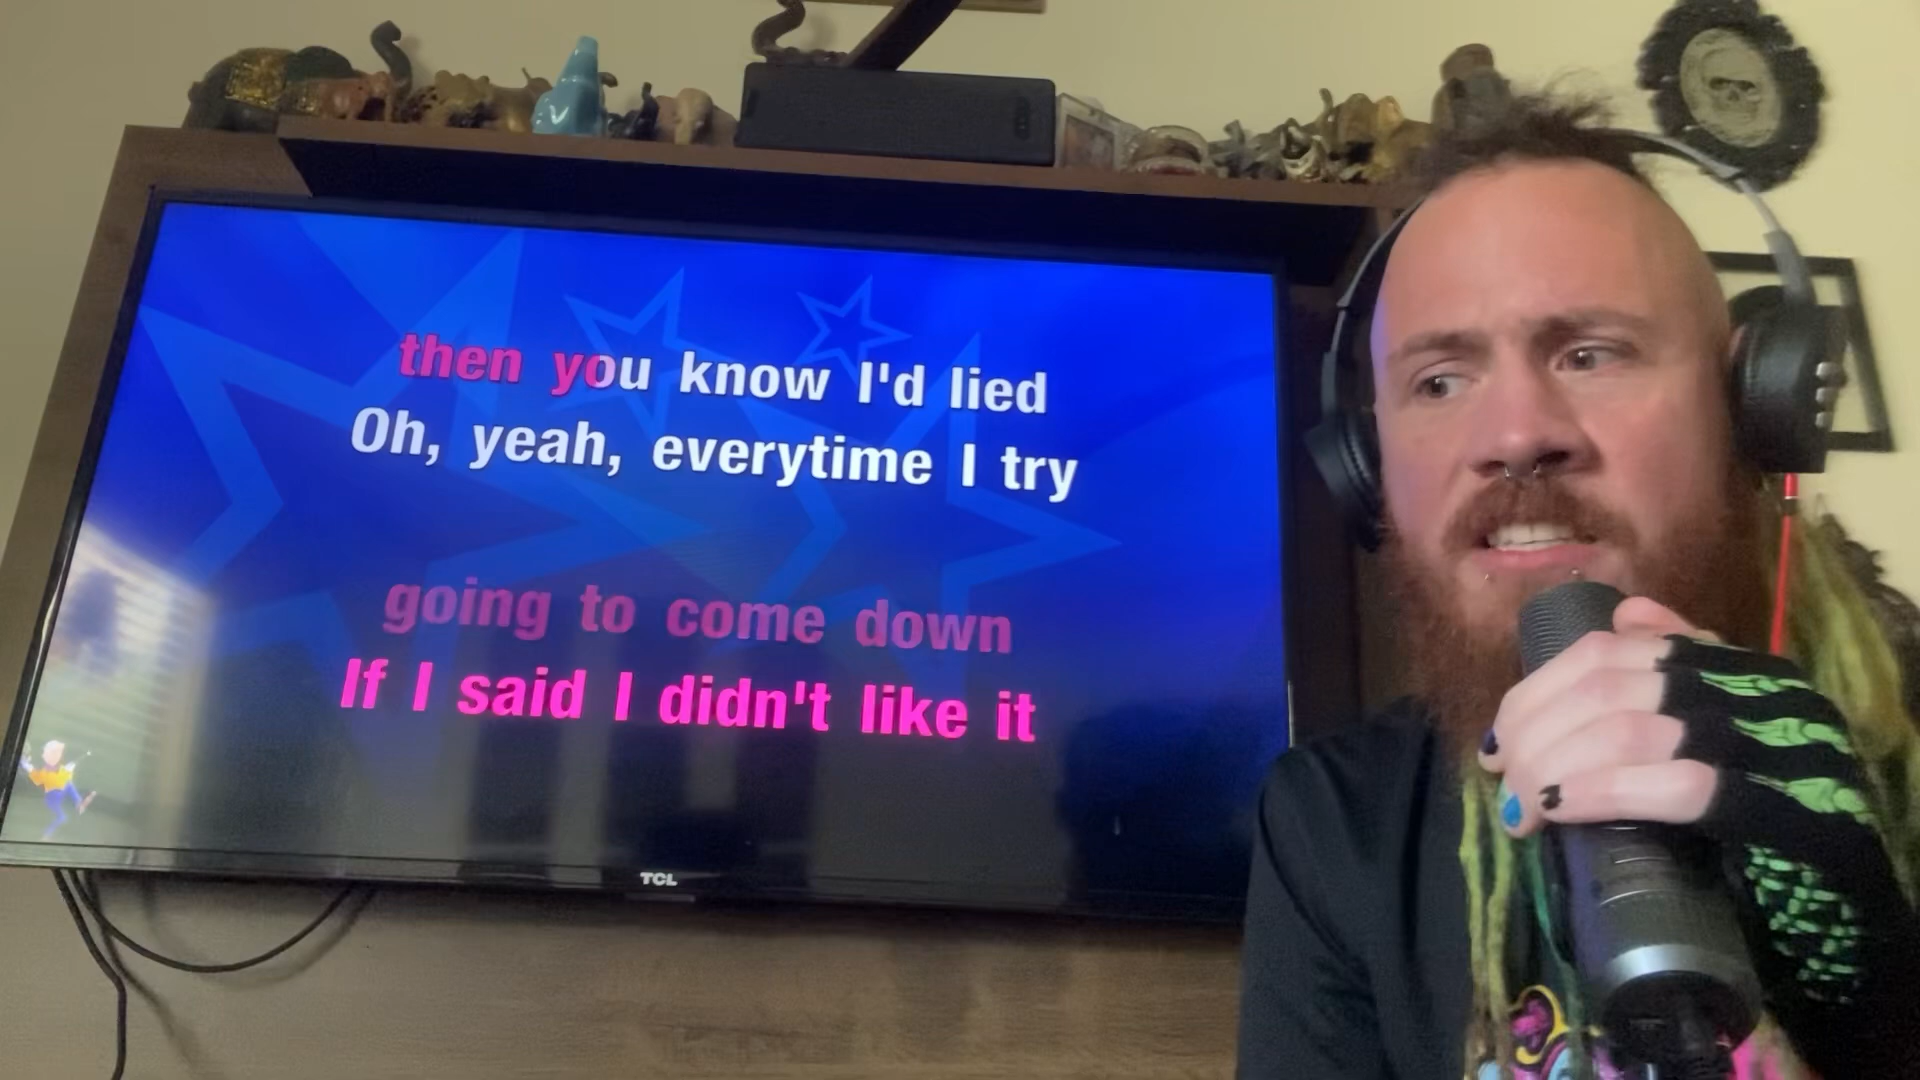 then you know I'd lied
Oh, yeah, everytime I try
going to come down
If I said I didn't like it
TCL